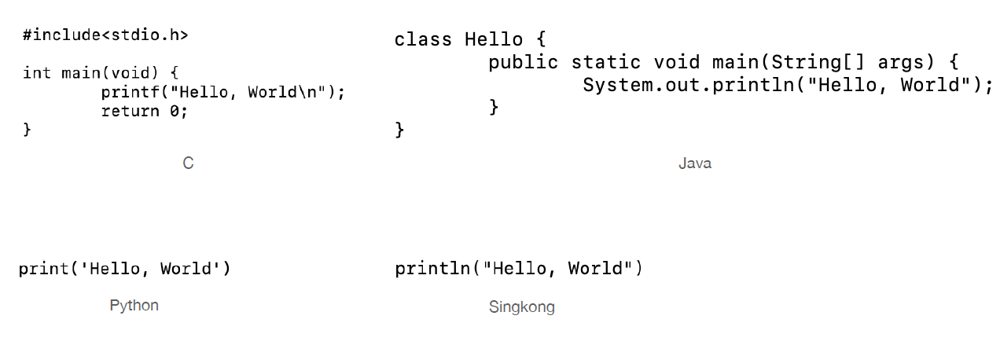 #include<stdio.h>

int main(void) {
        printf("Hello, World\n");
        return 0;
}
C
class Hello {
        public static void main(String[] args) {
                System.out.println("Hello, World");
        }
}
Java
print('Hello, World')
Python
println("Hello, World")
Singkong